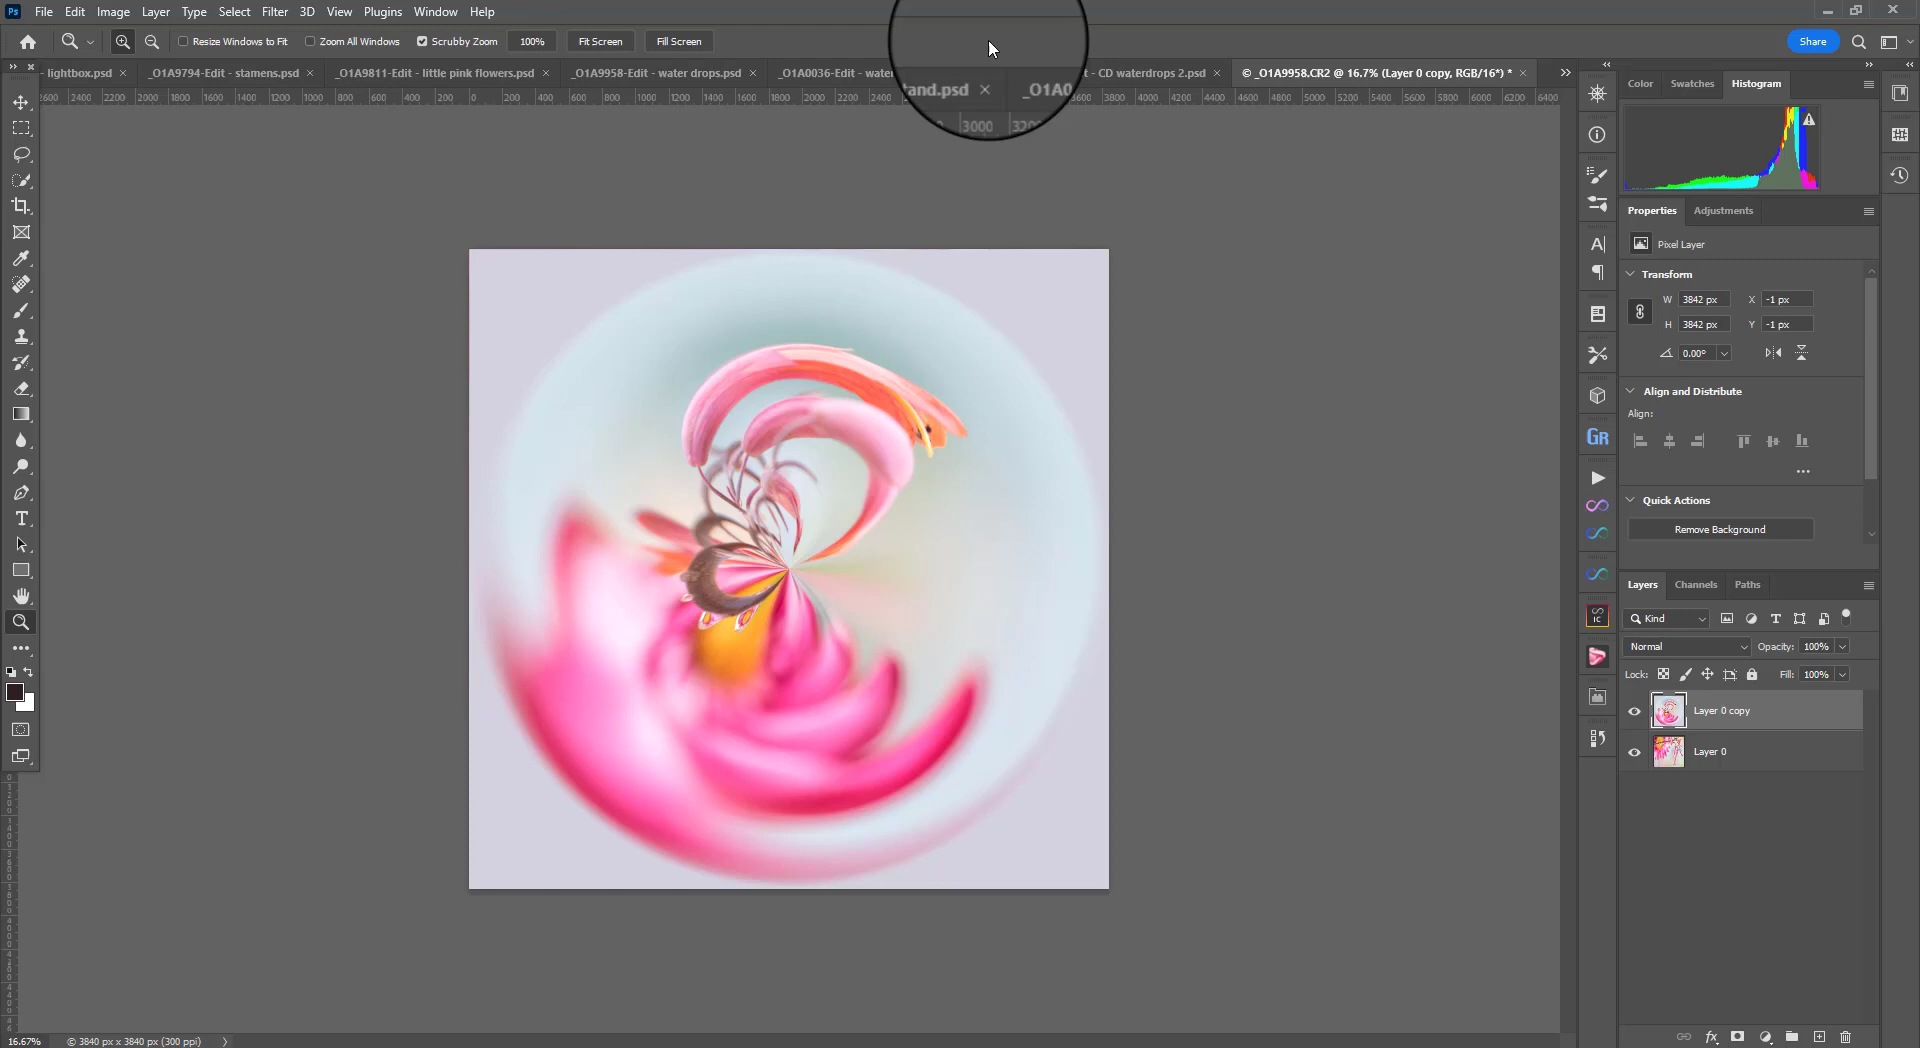 Ps File Edit Image Layer Type Select Filter 3D View Plugins Window Help
Resize Windows to Fit Zoom All Windows Scrubby Zoom 100% Fit Screen Fill Screen Share
- lightbox.psd × _O1A9794-Edit - stamens.psd × _O1A9811-Edit - little pink flowers.psd × _O1A9958-Edit - water drops.psd × _O1A0036-Edit - wate tand.psd × _O1A0 t - CD waterdrops 2.psd × © _O1A9958.CR2 @ 16.7% (Layer 0 copy, RGB/16*) * ×
2400 2200 2000 1800 1600 1400 1200 1000 800 600 400 200 0 200 400 600 800 1000 1200 1400 1600 1800 2000 2200 2400 3000 3600 3800 4000 4200 4400 4600 4800 5000 5200 5400 5600 5800 6000 6200 6400
Color Swatches Histogram
Properties Adjustments
Pixel Layer
Transform
W 3842 px X -1 px
H 3842 px Y -1 px
0.00°
Align and Distribute
Align:
Quick Actions
Remove Background
GR
IC
Layers Channels Paths
Kind
Normal Opacity: 100%
Lock: Fill: 100%
Layer 0 copy
Layer 0
fx
16.67% © 3840 px x 3840 px (300 ppi)